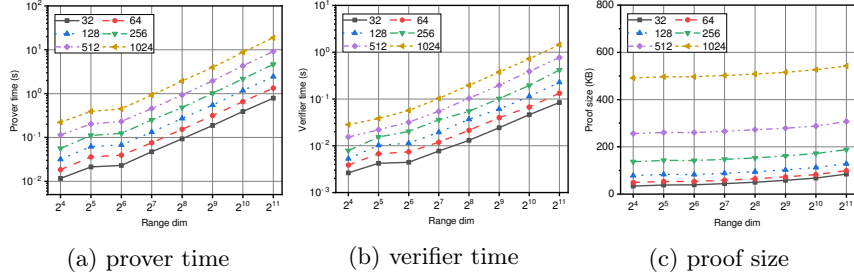 32 64
128 256
512 1024
10^2
10^1
10^0
10^-1
10^-2
Prover time (s)
2^4 2^5 2^6 2^7 2^8 2^9 2^10 2^11
Range dim
(a) prover time
32 64
128 256
512 1024
10^1
10^0
10^-1
10^-2
10^-3
Verifier time (s)
2^4 2^5 2^6 2^7 2^8 2^9 2^10 2^11
Range dim
(b) verifier time
32 64
128 256
512 1024
800
600
400
200
0
Proof size (KB)
2^4 2^5 2^6 2^7 2^8 2^9 2^10 2^11
Range dim
(c) proof size